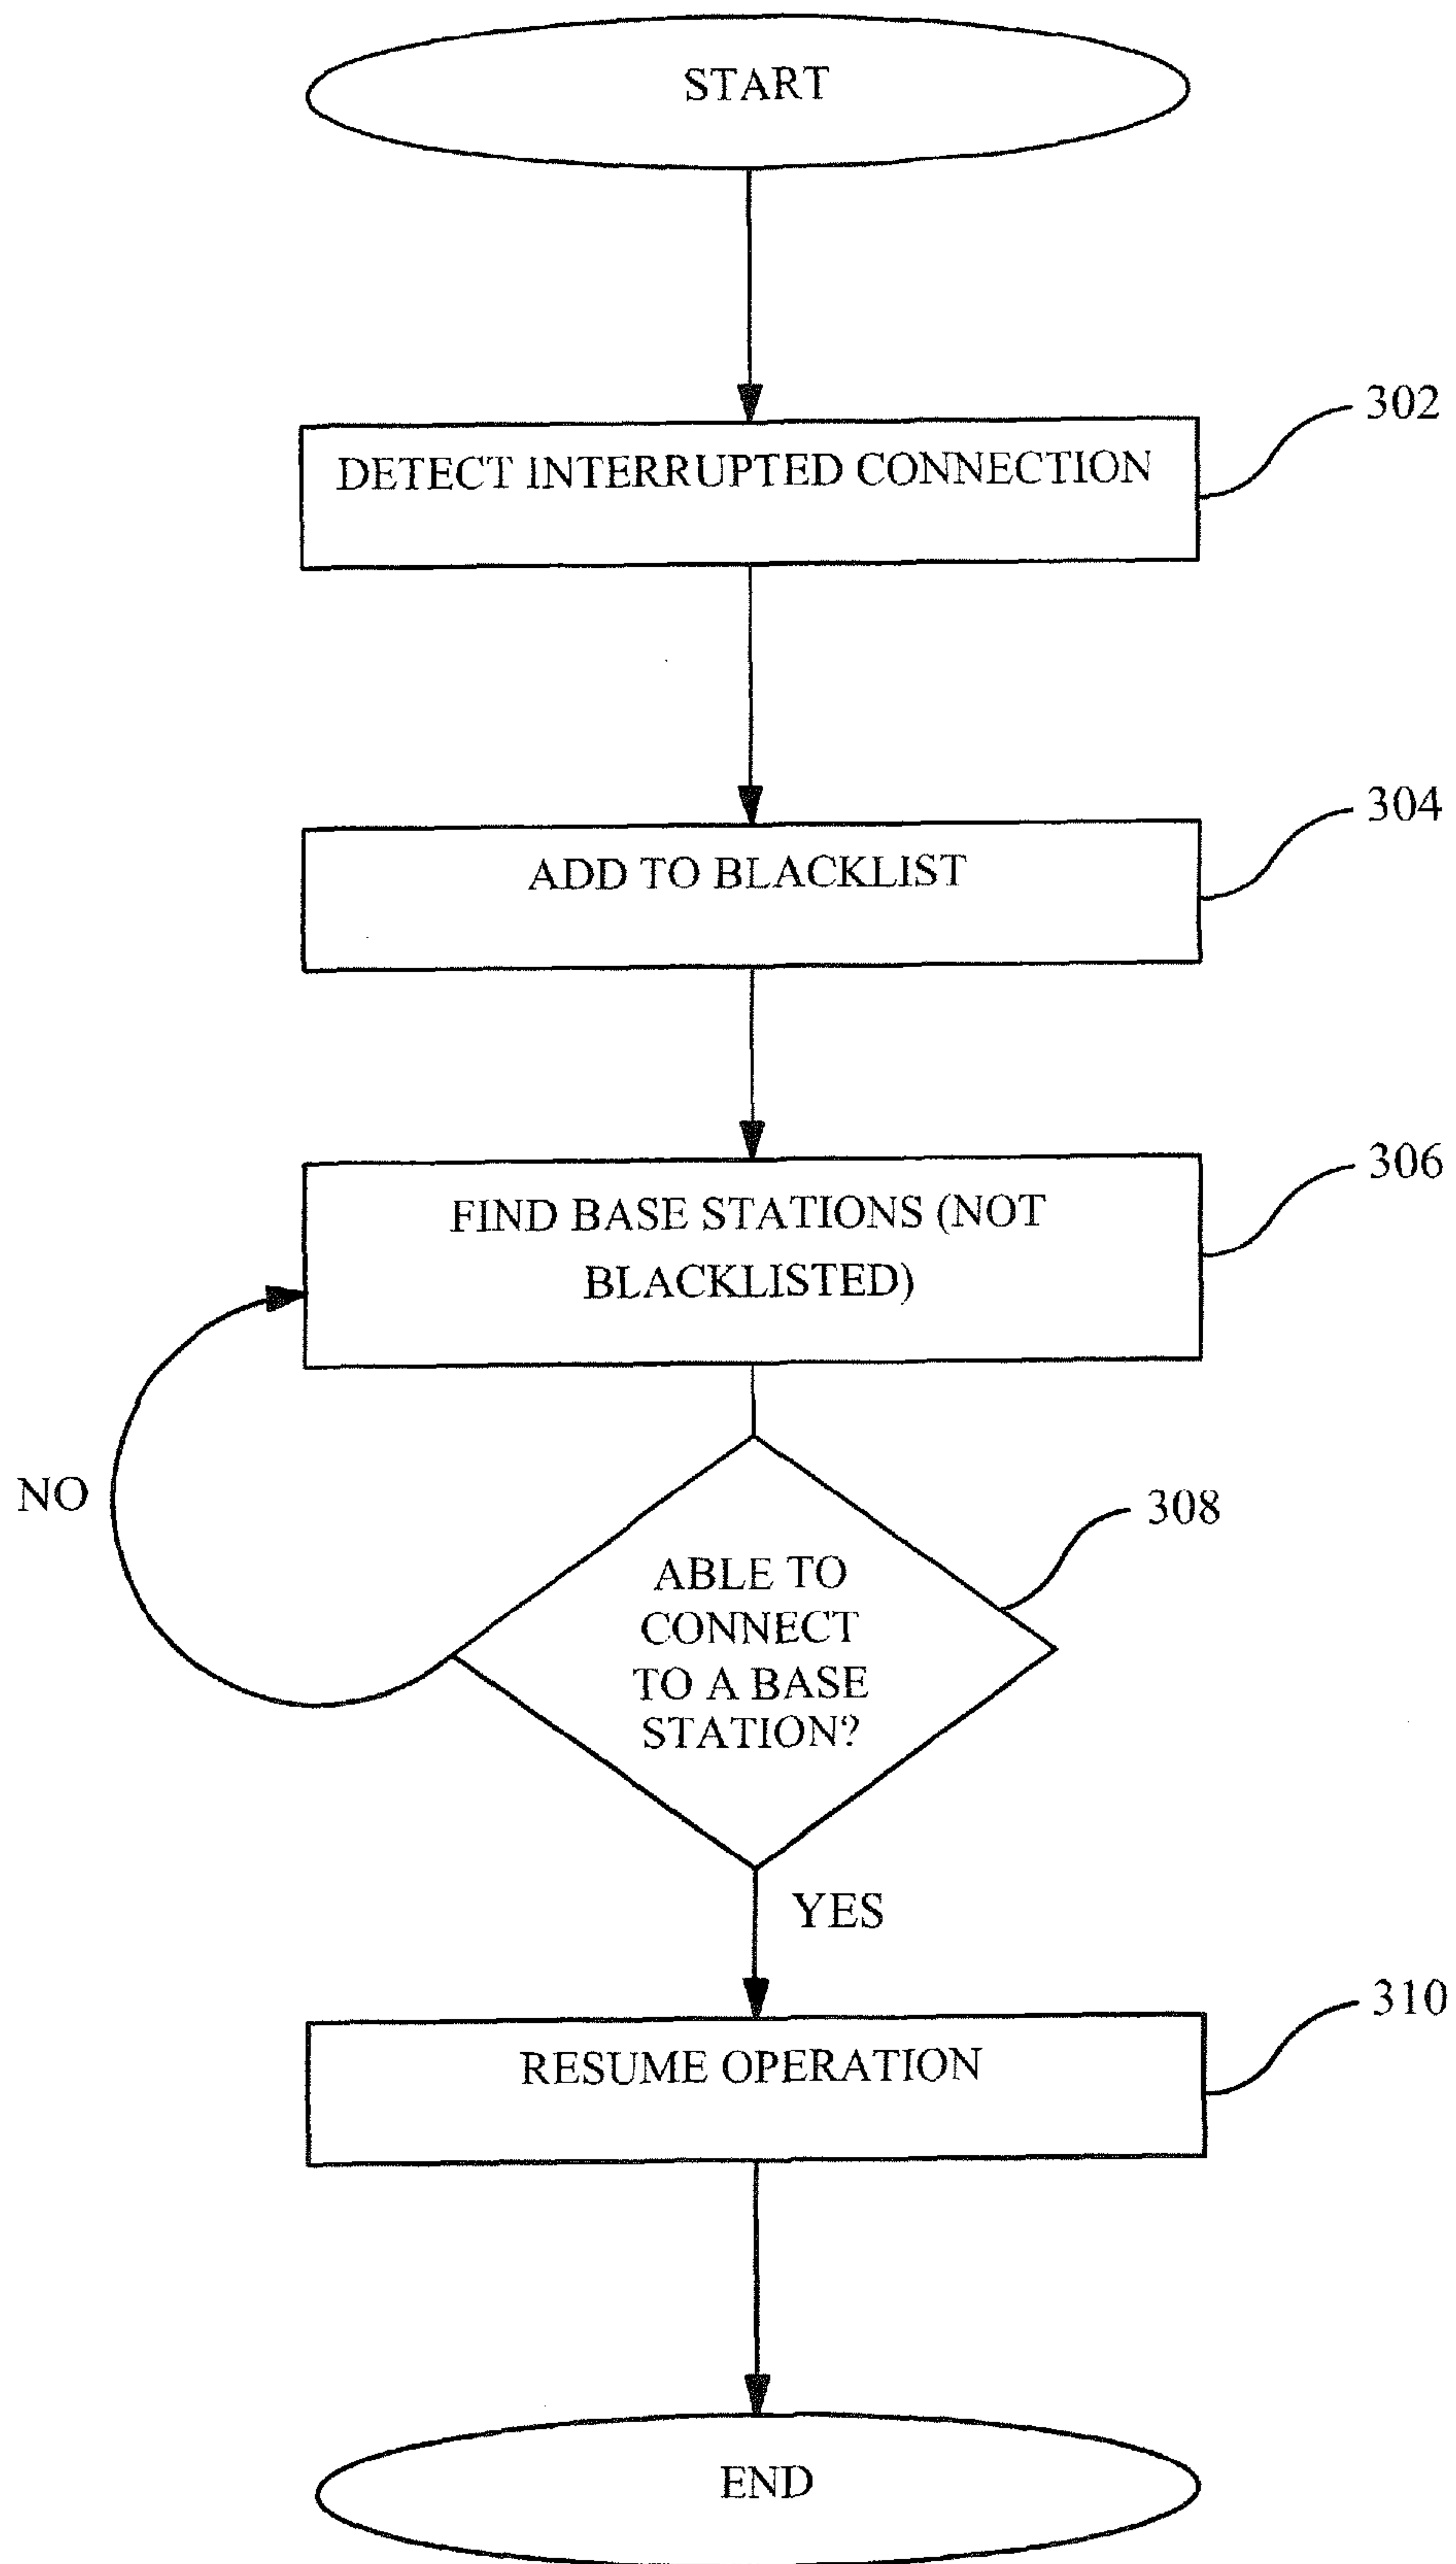 START
302
DETECT INTERRUPTED CONNECTION
304
ADD TO BLACKLIST
306
FIND BASE STATIONS (NOT
BLACKLISTED)
NO
308
ABLE TO
CONNECT
TO A BASE
STATION?
YES
310
RESUME OPERATION
END